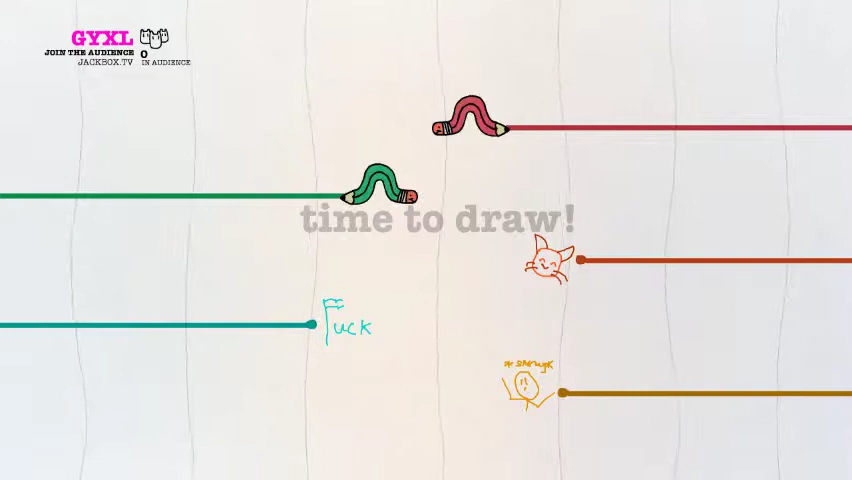 GYXL
JOIN THE AUDIENCE
JACKBOX.TV
0
IN AUDIENCE
time to draw!
Fuck